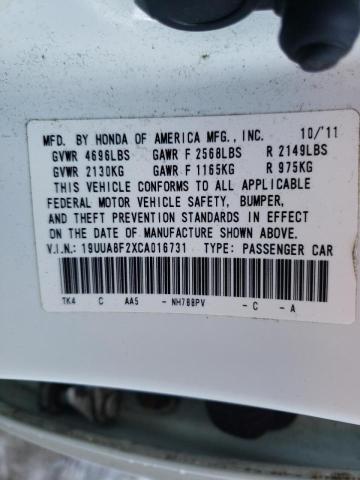 MFD. BY HONDA OF AMERICA MFG., INC. 10/'11
GVWR 4696LBS GAWR F 2568LBS R 2149LBS
GVWR 2130KG GAWR F 1165KG R 975KG
THIS VEHICLE CONFORMS TO ALL APPLICABLE
FEDERAL MOTOR VEHICLE SAFETY, BUMPER,
AND THEFT PREVENTION STANDARDS IN EFFECT
ON THE DATE OF MANUFACTURE SHOWN ABOVE.
V.I.N.: 19UUA8F2XCA016731 TYPE: PASSENGER CAR
TK4 C AA5 - NH788PV - C - A